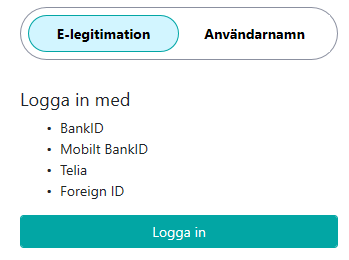 E-legitimation Användarnamn
Logga in med
• BankID
• Mobilt BankID
• Telia
• Foreign ID
Logga in